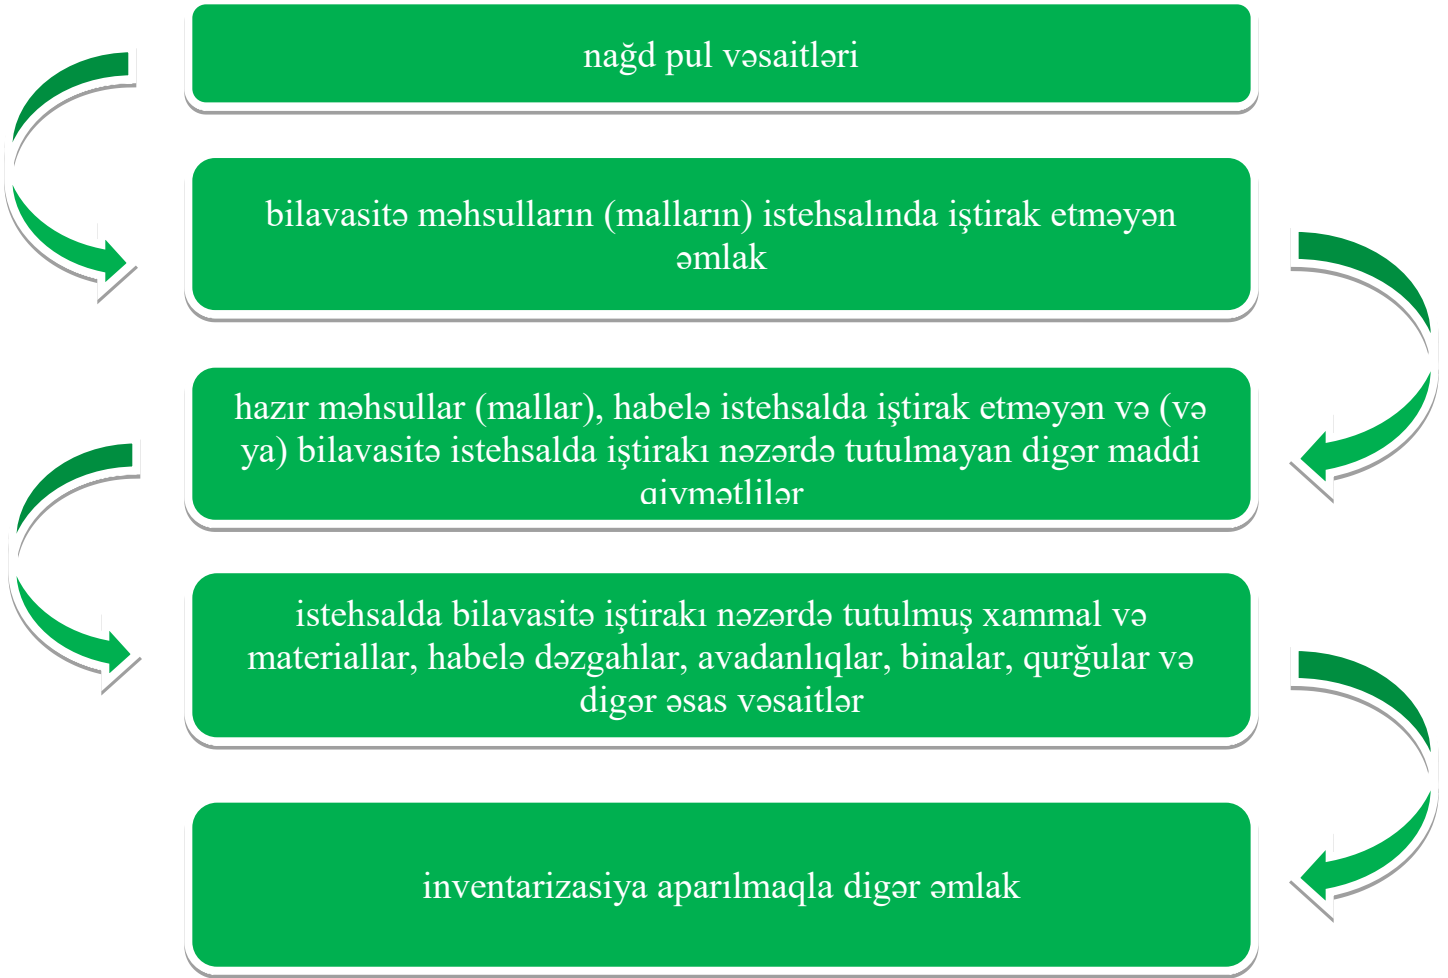 nağd pul vəsaitləri
bilavasitə məhsulların (malların) istehsalında iştirak etməyən
əmlak
hazır məhsullar (mallar), habelə istehsalda iştirak etməyən və (və
ya) bilavasitə istehsalda iştirakı nəzərdə tutulmayan digər maddi
qiymətlilər
istehsalda bilavasitə iştirakı nəzərdə tutulmuş xammal və
materiallar, habelə dəzgahlar, avadanlıqlar, binalar, qurğular və
digər əsas vəsaitlər
inventarizasiya aparılmaqla digər əmlak